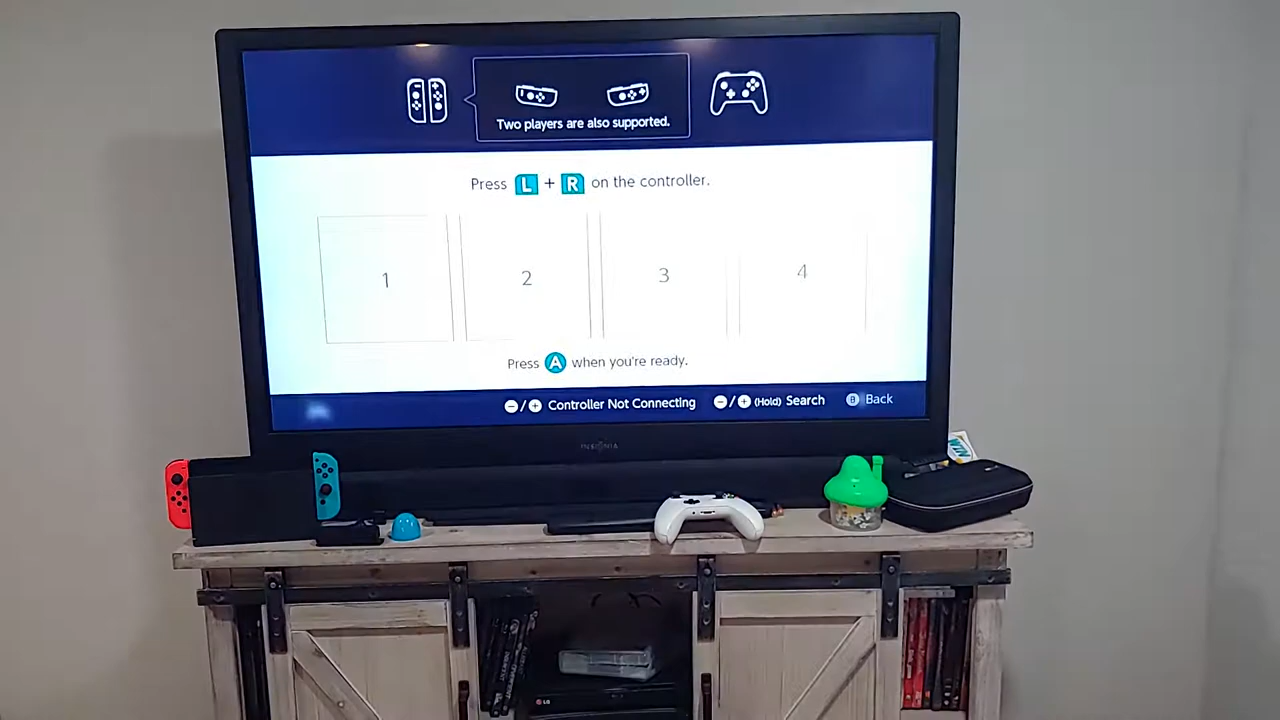 Two players are also supported.
Press L + R on the controller.
1
2
3
4
Press A when you're ready.
−/+ Controller Not Connecting −/+ (Hold) Search B Back
INSIGNIA
LG